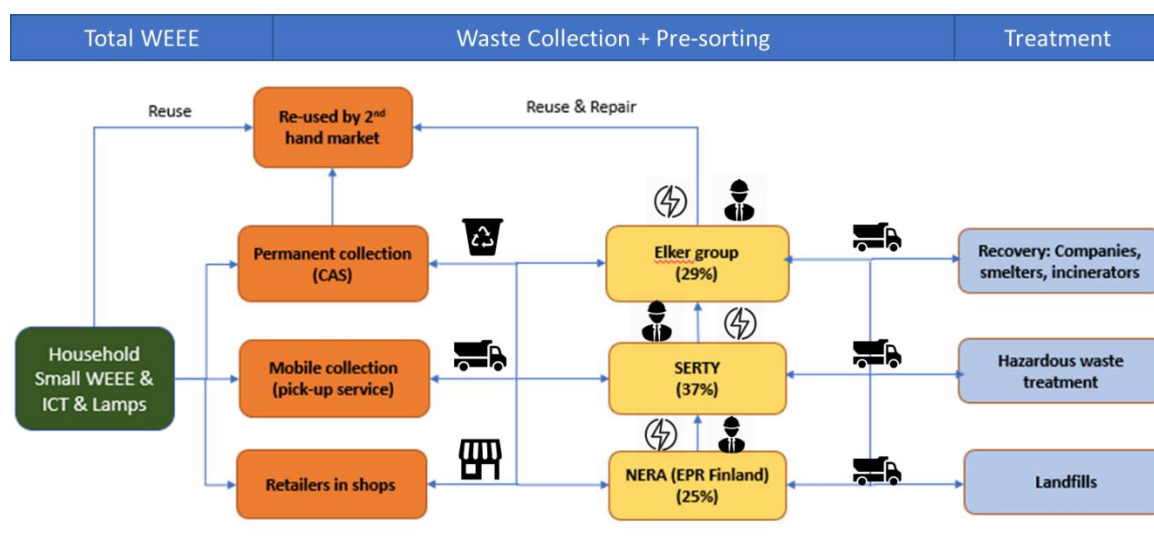 Total WEEE
Waste Collection + Pre-sorting
Treatment
Reuse
Re-used by 2nd
hand market
Reuse & Repair
Permanent collection
(CAS)
Elker group
(29%)
Recovery: Companies,
smelters, incinerators
Household
Small WEEE &
ICT & Lamps
Mobile collection
(pick-up service)
SERTY
(37%)
Hazardous waste
treatment
Retailers in shops
NERA (EPR Finland)
(25%)
Landfills